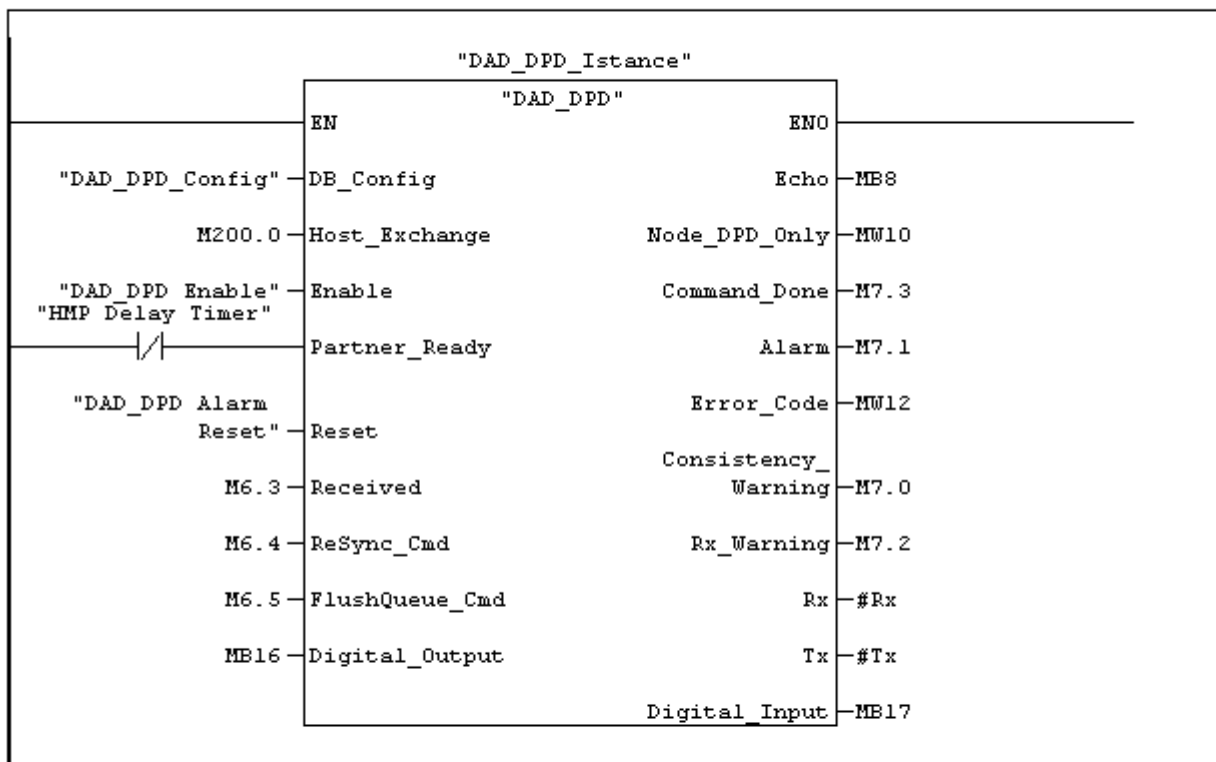 "DAD_DPD_Istance"
"DAD_DPD"
EN ENO
"DAD_DPD_Config" DB_Config Echo MB8
M200.0 Host_Exchange Node_DPD_Only MW10
"DAD_DPD Enable" Enable Command_Done M7.3
"HMP Delay Timer"
Partner_Ready Alarm M7.1
"DAD_DPD Alarm Error_Code MW12
Reset" Reset
Consistency_
M6.3 Received Warning M7.0
M6.4 ReSync_Cmd Rx_Warning M7.2
M6.5 FlushQueue_Cmd Rx #Rx
MB16 Digital_Output Tx #Tx
Digital_Input MB17